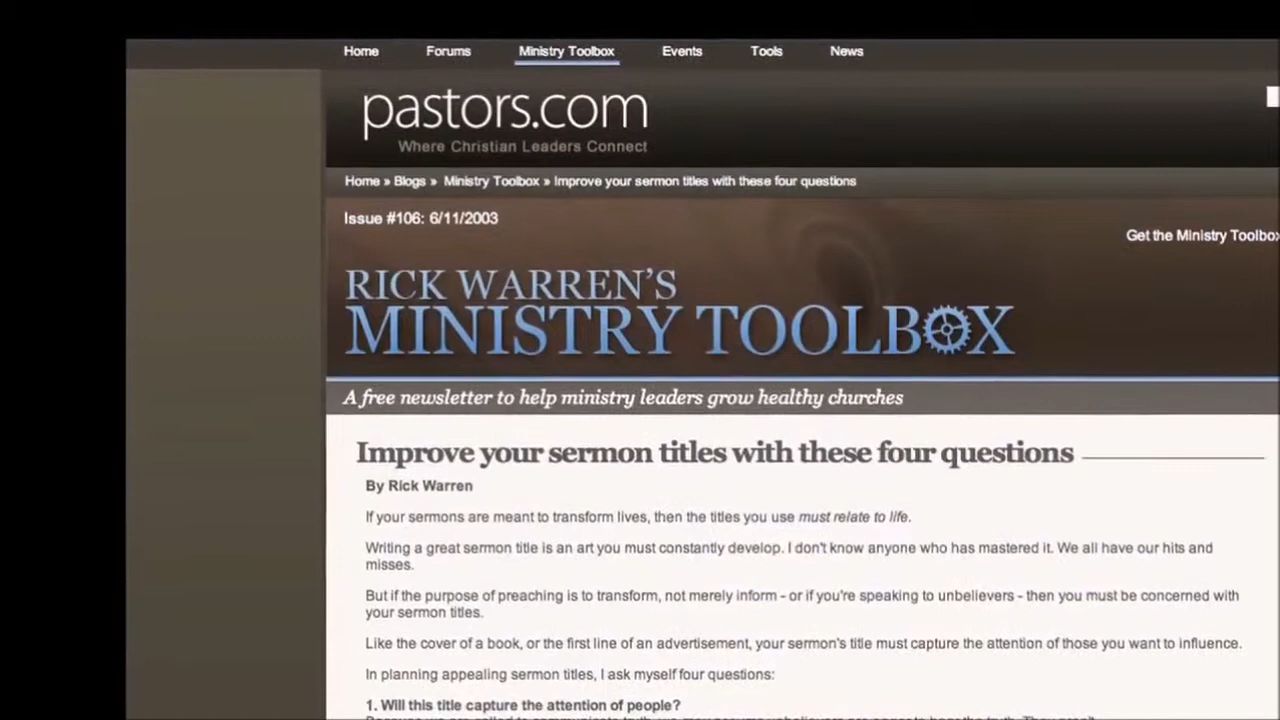 Home Forums Ministry Toolbox Events Tools News
pastors.com
Where Christian Leaders Connect
Home » Blogs » Ministry Toolbox » Improve your sermon titles with these four questions
Issue #106: 6/11/2003
Get the Ministry Toolbox
RICK WARREN'S
MINISTRY TOOLBOX
A free newsletter to help ministry leaders grow healthy churches
Improve your sermon titles with these four questions
By Rick Warren
If your sermons are meant to transform lives, then the titles you use must relate to life.
Writing a great sermon title is an art you must constantly develop. I don't know anyone who has mastered it. We all have our hits and
misses.
But if the purpose of preaching is to transform, not merely inform - or if you're speaking to unbelievers - then you must be concerned with
your sermon titles.
Like the cover of a book, or the first line of an advertisement, your sermon's title must capture the attention of those you want to influence.
In planning appealing sermon titles, I ask myself four questions:
1. Will this title capture the attention of people?